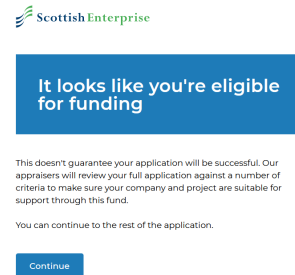 Scottish Enterprise
It looks like you're eligible
for funding
This doesn't guarantee your application will be successful. Our
appraisers will review your full application against a number of
criteria to make sure your company and project are suitable for
support through this fund.
You can continue to the rest of the application.
Continue